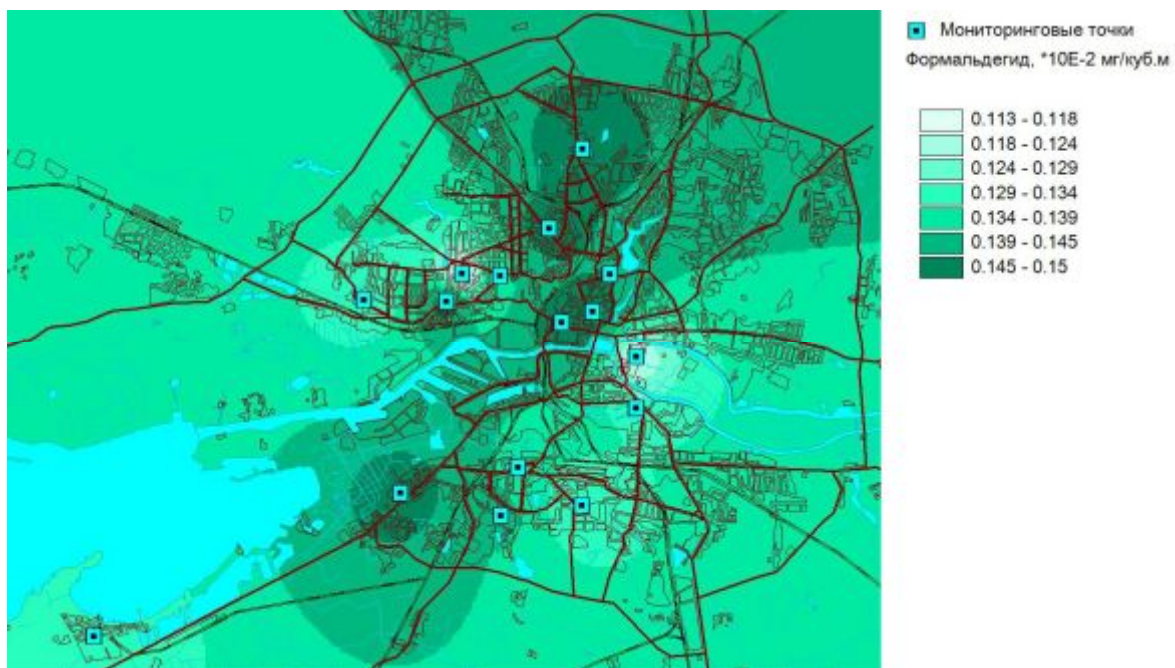 Мониторинговые точки
Формальдегид, *10E-2 мг/куб.м
0.113 - 0.118
0.118 - 0.124
0.124 - 0.129
0.129 - 0.134
0.134 - 0.139
0.139 - 0.145
0.145 - 0.15